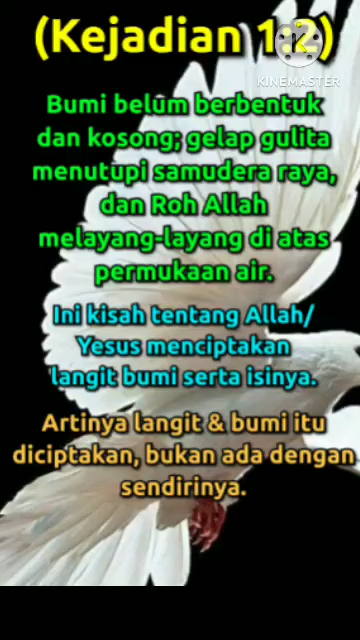 (Kejadian 1:2)
KINEMASTER
Bumi belum berbentuk
dan kosong; gelap gulita
menutupi samudera raya,
dan Roh Allah
melayang-layang di atas
permukaan air.
Ini kisah tentang Allah/
Yesus menciptakan
langit bumi serta isinya.
Artinya langit & bumi itu
diciptakan, bukan ada dengan
sendirinya.